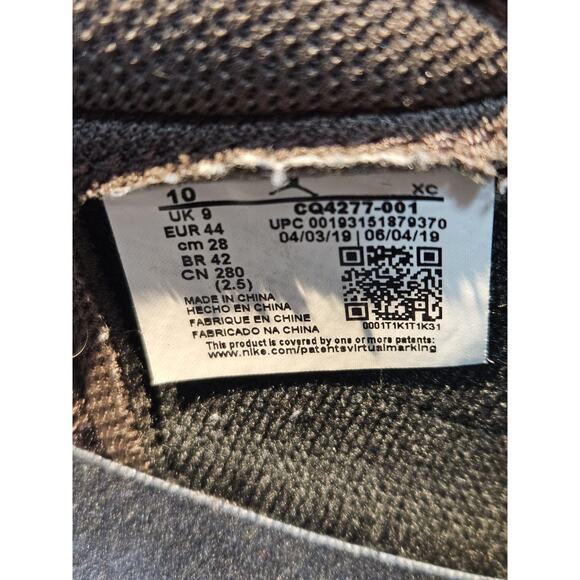 10 XC
UK 9 CQ4277-001
EUR 44 UPC 00193151879370
cm 28 04/03/19 06/04/19
BR 42
CN 280
(2.5)
MADE IN CHINA
HECHO EN CHINA
FABRIQUE EN CHINE 0001T1K1T1K31
FABRICADO NA CHINA
This product is covered by one or more patents:
www.nike.com/patentsvirtualmarking